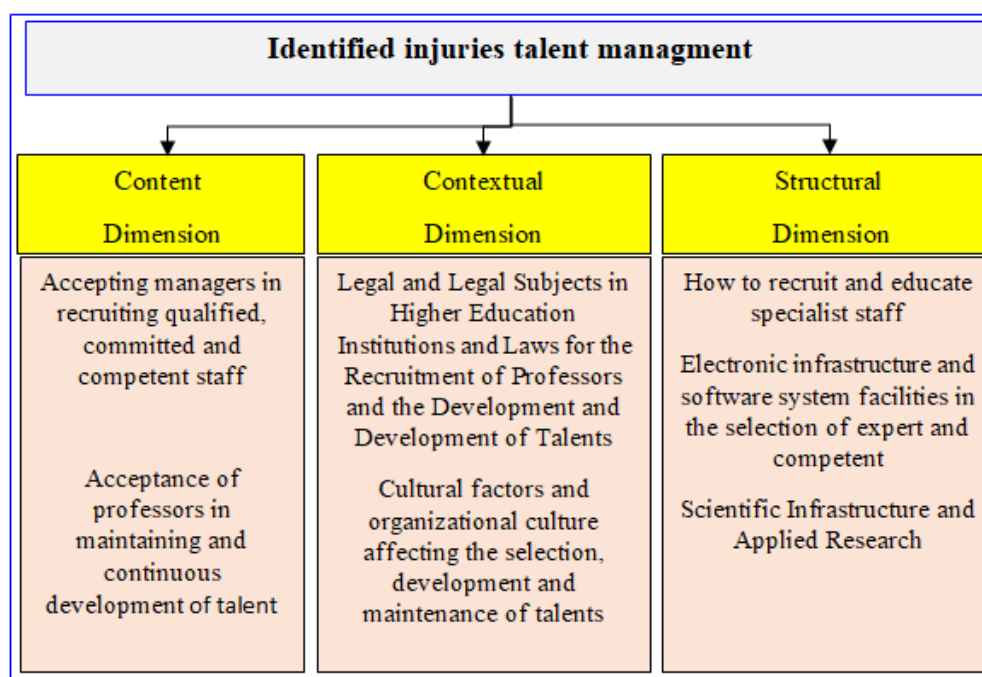 Identified injuries talent managment
Content
Dimension
Accepting managers in
recruiting qualified,
committed and
competent staff
Acceptance of
professors in
maintaining and
continuous
development of talent
Contextual
Dimension
Legal and Legal Subjects in
Higher Education
Institutions and Laws for the
Recruitment of Professors
and the Development and
Development of Talents
Cultural factors and
organizational culture
affecting the selection,
development and
maintenance of talents
Structural
Dimension
How to recruit and educate
specialist staff
Electronic infrastructure and
software system facilities in
the selection of expert and
competent
Scientific Infrastructure and
Applied Research